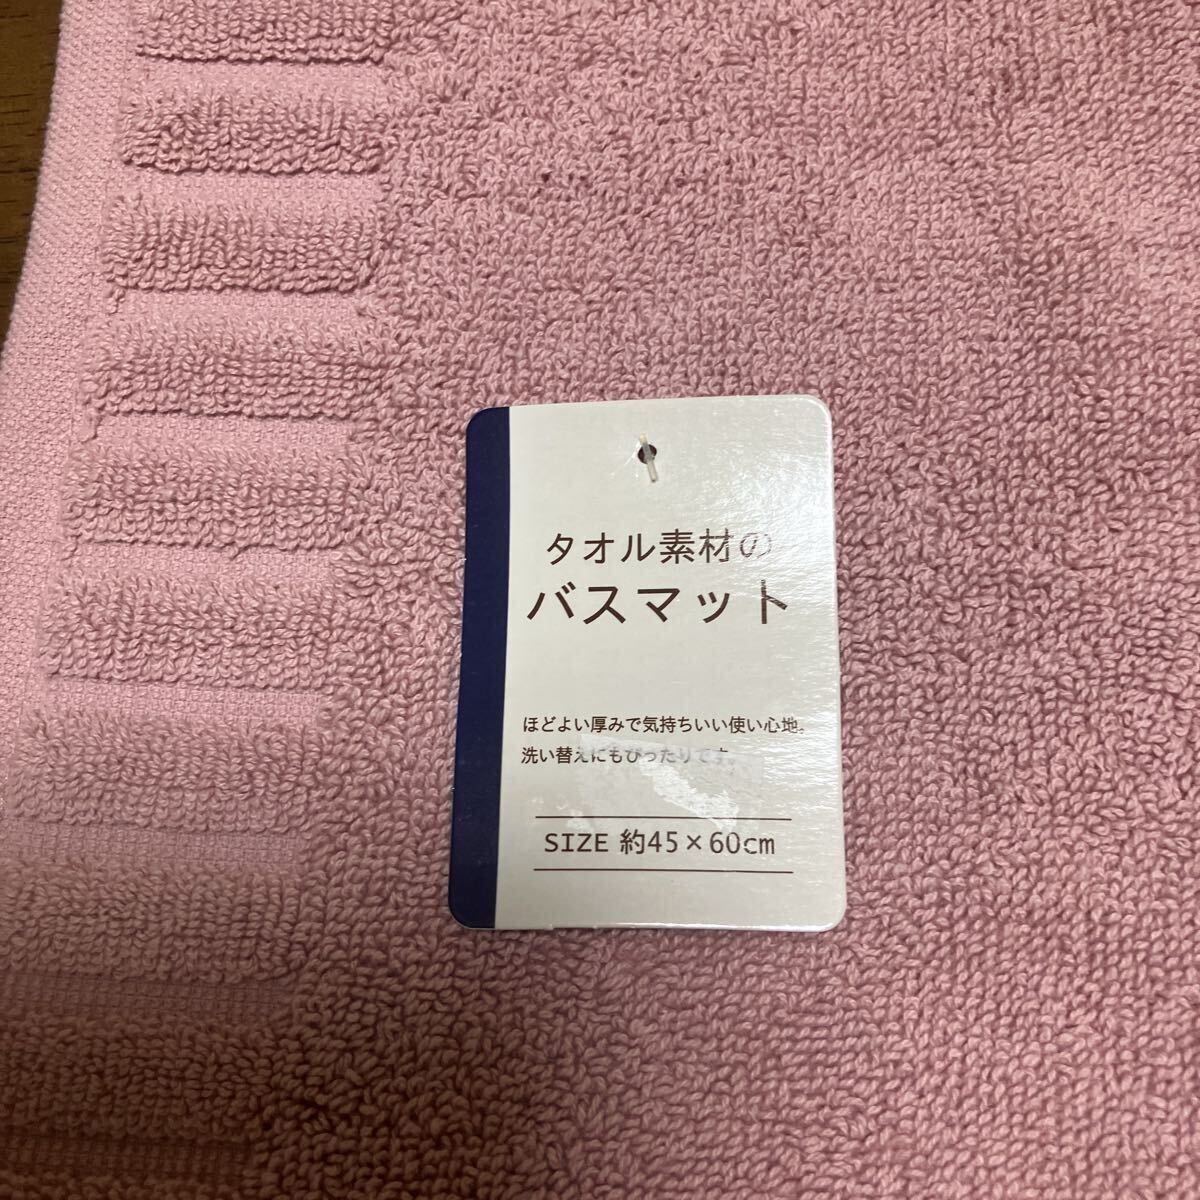 タオル素材の
バスマット
ほどよい厚みで気持ちいい使い心地。
洗い替えにもぴったりです。
SIZE 約45×60cm